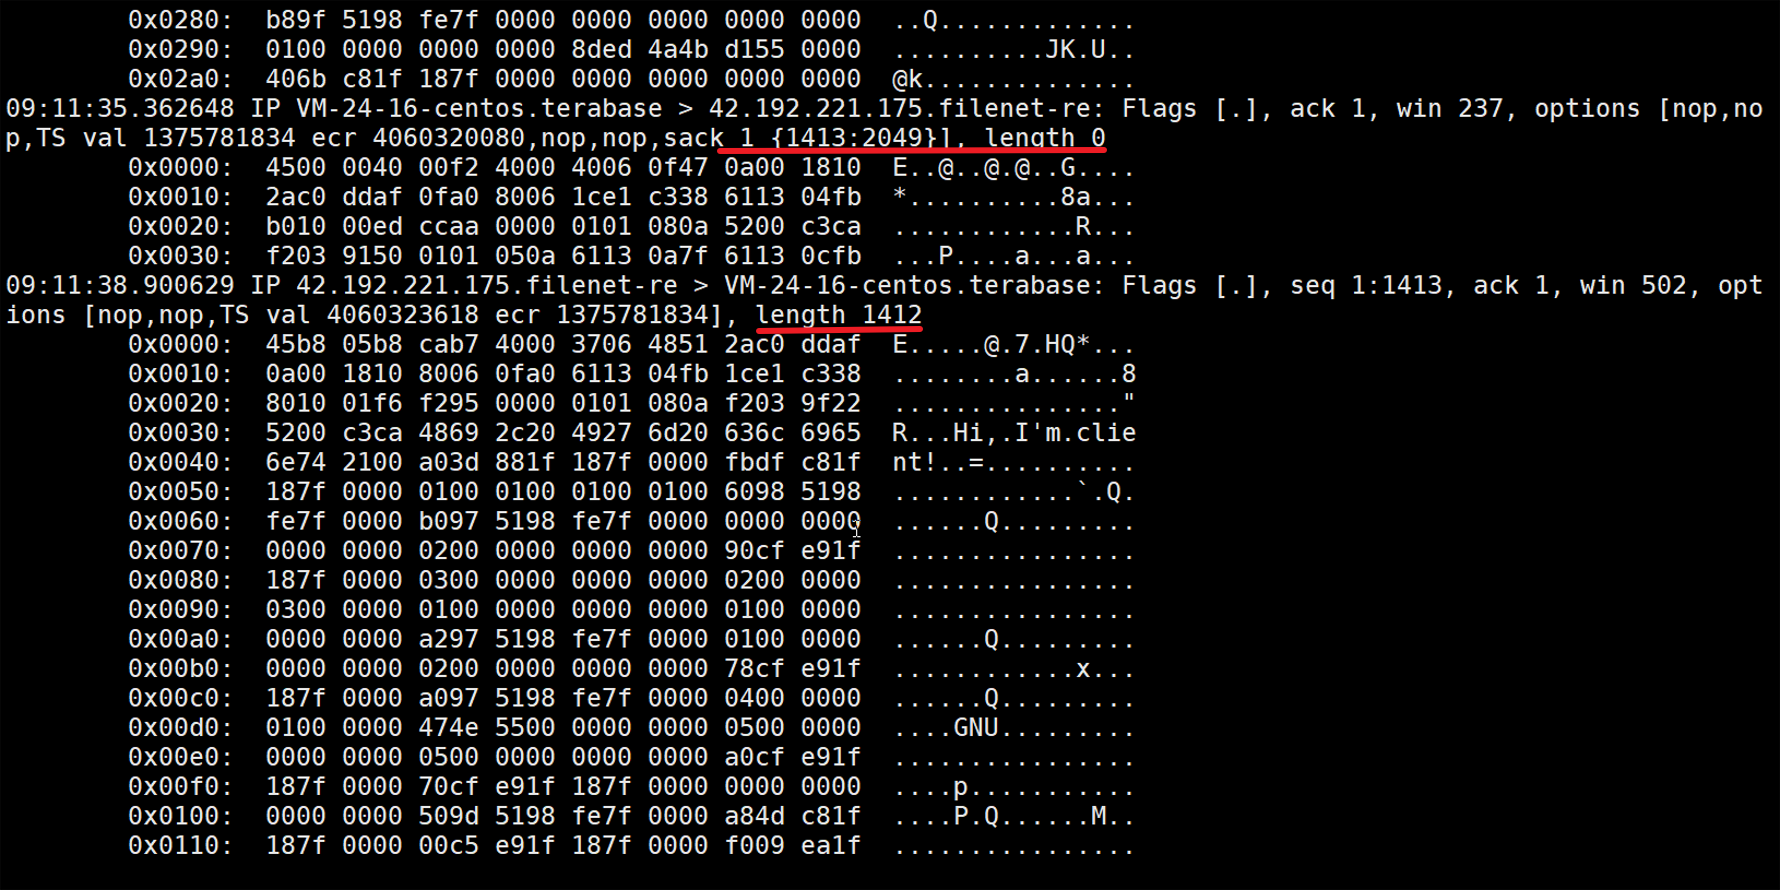 0x0280: b89f 5198 fe7f 0000 0000 0000 0000 0000 ..Q.............
0x0290: 0100 0000 0000 0000 8ded 4a4b d155 0000 ..........JK.U..
0x02a0: 406b c81f 187f 0000 0000 0000 0000 0000 @k..............
09:11:35.362648 IP VM-24-16-centos.terabase > 42.192.221.175.filenet-re: Flags [.], ack 1, win 237, options [nop,no
p,TS val 1375781834 ecr 4060320080,nop,nop,sack 1 {1413:2049}], length 0
0x0000: 4500 0040 00f2 4000 4006 0f47 0a00 1810 E..@..@.@..G....
0x0010: 2ac0 ddaf 0fa0 8006 1ce1 c338 6113 04fb *..........8a...
0x0020: b010 00ed ccaa 0000 0101 080a 5200 c3ca ............R...
0x0030: f203 9150 0101 050a 6113 0a7f 6113 0cfb ...P....a...a...
09:11:38.900629 IP 42.192.221.175.filenet-re > VM-24-16-centos.terabase: Flags [.], seq 1:1413, ack 1, win 502, opt
ions [nop,nop,TS val 4060323618 ecr 1375781834], length 1412
0x0000: 45b8 05b8 cab7 4000 3706 4851 2ac0 ddaf E.....@.7.HQ*...
0x0010: 0a00 1810 8006 0fa0 6113 04fb 1ce1 c338 ........a......8
0x0020: 8010 01f6 f295 0000 0101 080a f203 9f22 ..............."
0x0030: 5200 c3ca 4869 2c20 4927 6d20 636c 6965 R...Hi,.I'm.clie
0x0040: 6e74 2100 a03d 881f 187f 0000 fbdf c81f nt!..=..........
0x0050: 187f 0000 0100 0100 0100 0100 6098 5198 ............`.Q.
0x0060: fe7f 0000 b097 5198 fe7f 0000 0000 0000 ......Q.........
0x0070: 0000 0000 0200 0000 0000 0000 90cf e91f ................
0x0080: 187f 0000 0300 0000 0000 0000 0200 0000 ................
0x0090: 0300 0000 0100 0000 0000 0000 0100 0000 ................
0x00a0: 0000 0000 a297 5198 fe7f 0000 0100 0000 ......Q.........
0x00b0: 0000 0000 0200 0000 0000 0000 78cf e91f ............x...
0x00c0: 187f 0000 a097 5198 fe7f 0000 0400 0000 ......Q.........
0x00d0: 0100 0000 474e 5500 0000 0000 0500 0000 ....GNU.........
0x00e0: 0000 0000 0500 0000 0000 0000 a0cf e91f ................
0x00f0: 187f 0000 70cf e91f 187f 0000 0000 0000 ....p...........
0x0100: 0000 0000 509d 5198 fe7f 0000 a84d c81f ....P.Q......M..
0x0110: 187f 0000 00c5 e91f 187f 0000 f009 ea1f ................